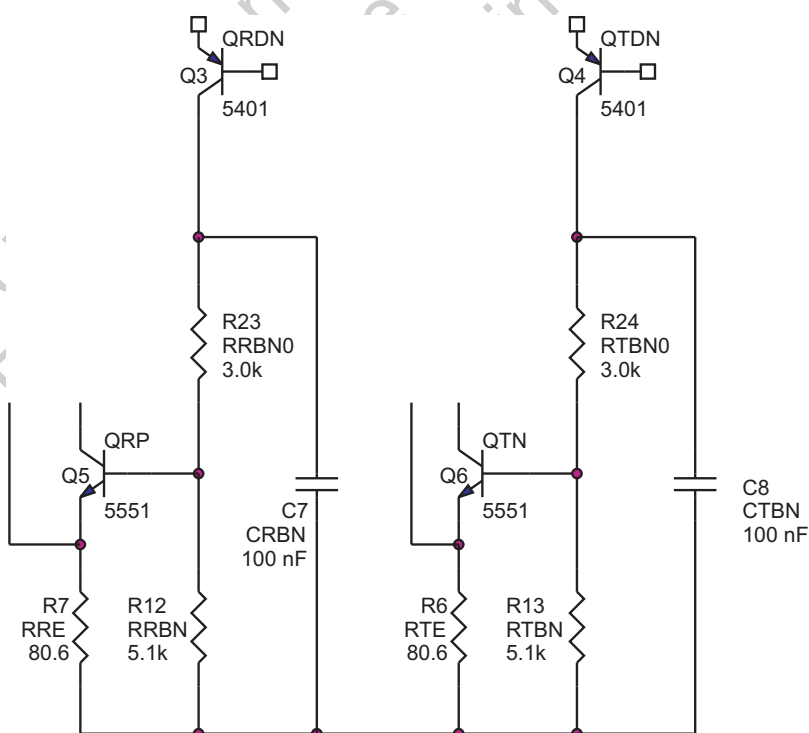 QRDN
Q3
5401
QTDN
Q4
5401
R23
RRBN0
3.0k
R24
RTBN0
3.0k
QRP
Q5
5551
QTN
Q6
5551
C7
CRBN
100 nF
C8
CTBN
100 nF
R7
RRE
80.6
R12
RRBN
5.1k
R6
RTE
80.6
R13
RTBN
5.1k